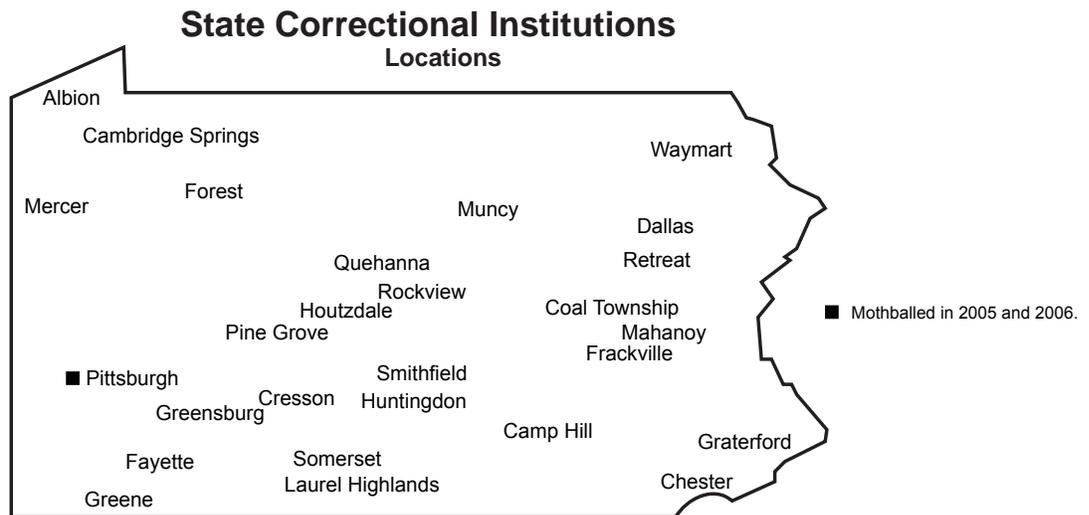 State Correctional Institutions
Locations
Albion
Cambridge Springs
Waymart
Forest
Mercer
Muncy
Dallas
Retreat
Quehanna
Rockview
Houtzdale
Coal Township
■ Mothballed in 2005 and 2006.
Pine Grove
Mahanoy
Frackville
■ Pittsburgh
Smithfield
Cresson
Huntingdon
Greensburg
Camp Hill
Graterford
Fayette
Somerset
Laurel Highlands
Chester
Greene